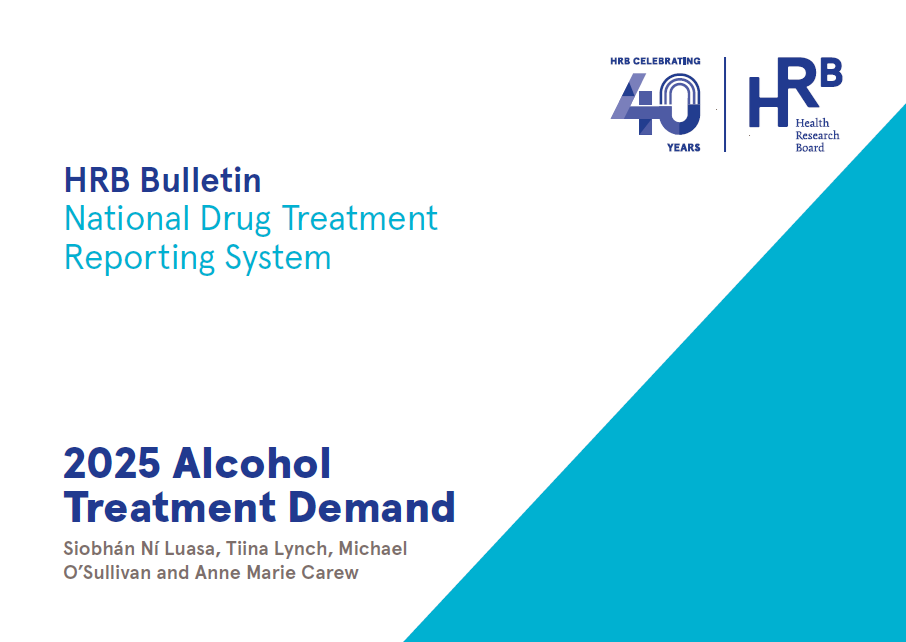 HRB CELEBRATING
40
YEARS
HRB
Health
Research
Board
HRB Bulletin
National Drug Treatment
Reporting System
2025 Alcohol
Treatment Demand
Siobhán Ní Luasa, Tiina Lynch, Michael
O’Sullivan and Anne Marie Carew